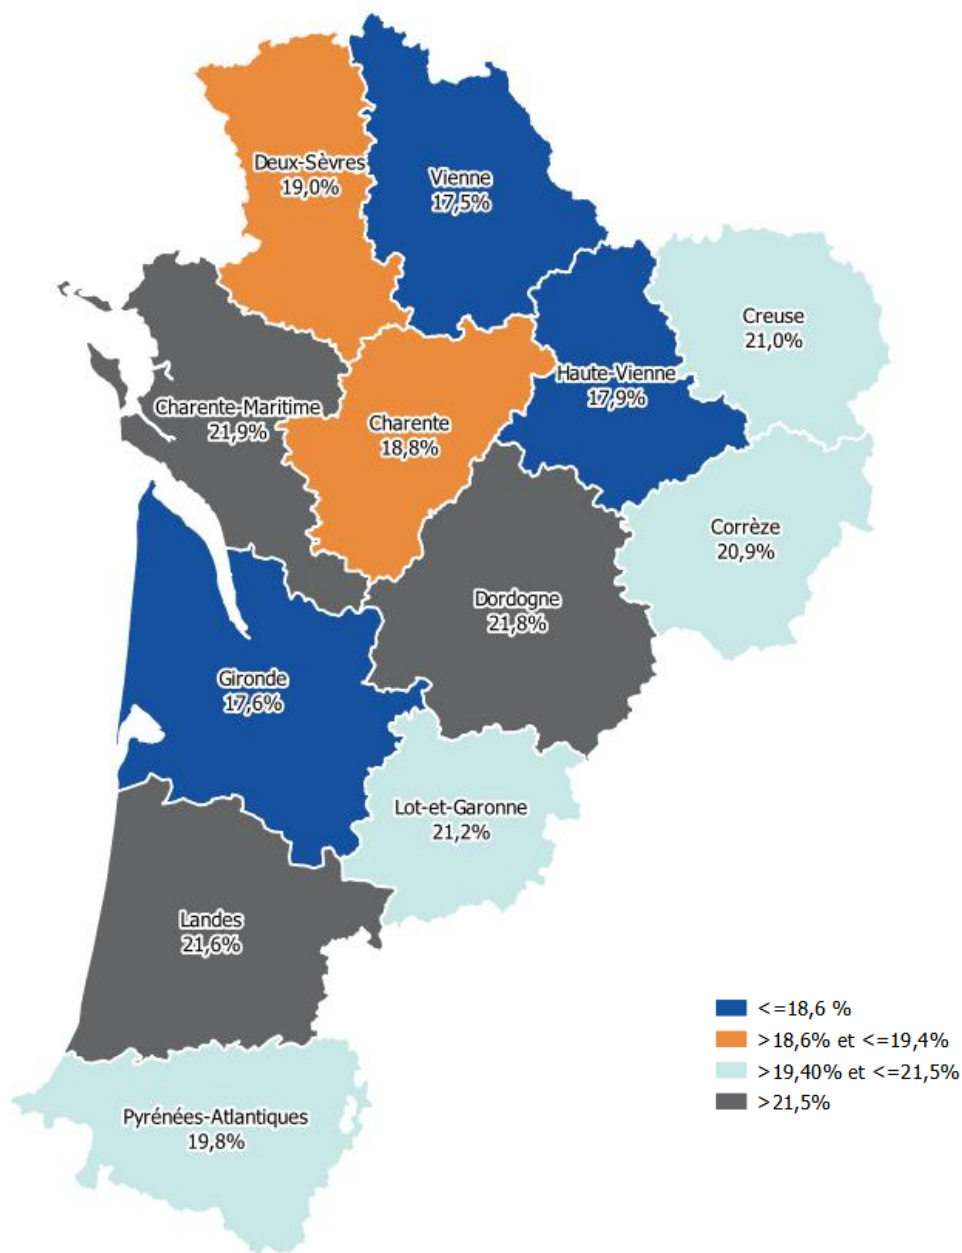 Deux-Sèvres
19,0%
Vienne
17,5%
Creuse
21,0%
Haute-Vienne
17,9%
Charente-Maritime
21,9%
Charente
18,8%
Corrèze
20,9%
Dordogne
21,8%
Gironde
17,6%
Lot-et-Garonne
21,2%
Landes
21,6%
Pyrénées-Atlantiques
19,8%
<=18,6 %
>18,6% et <=19,4%
>19,40% et <=21,5%
>21,5%